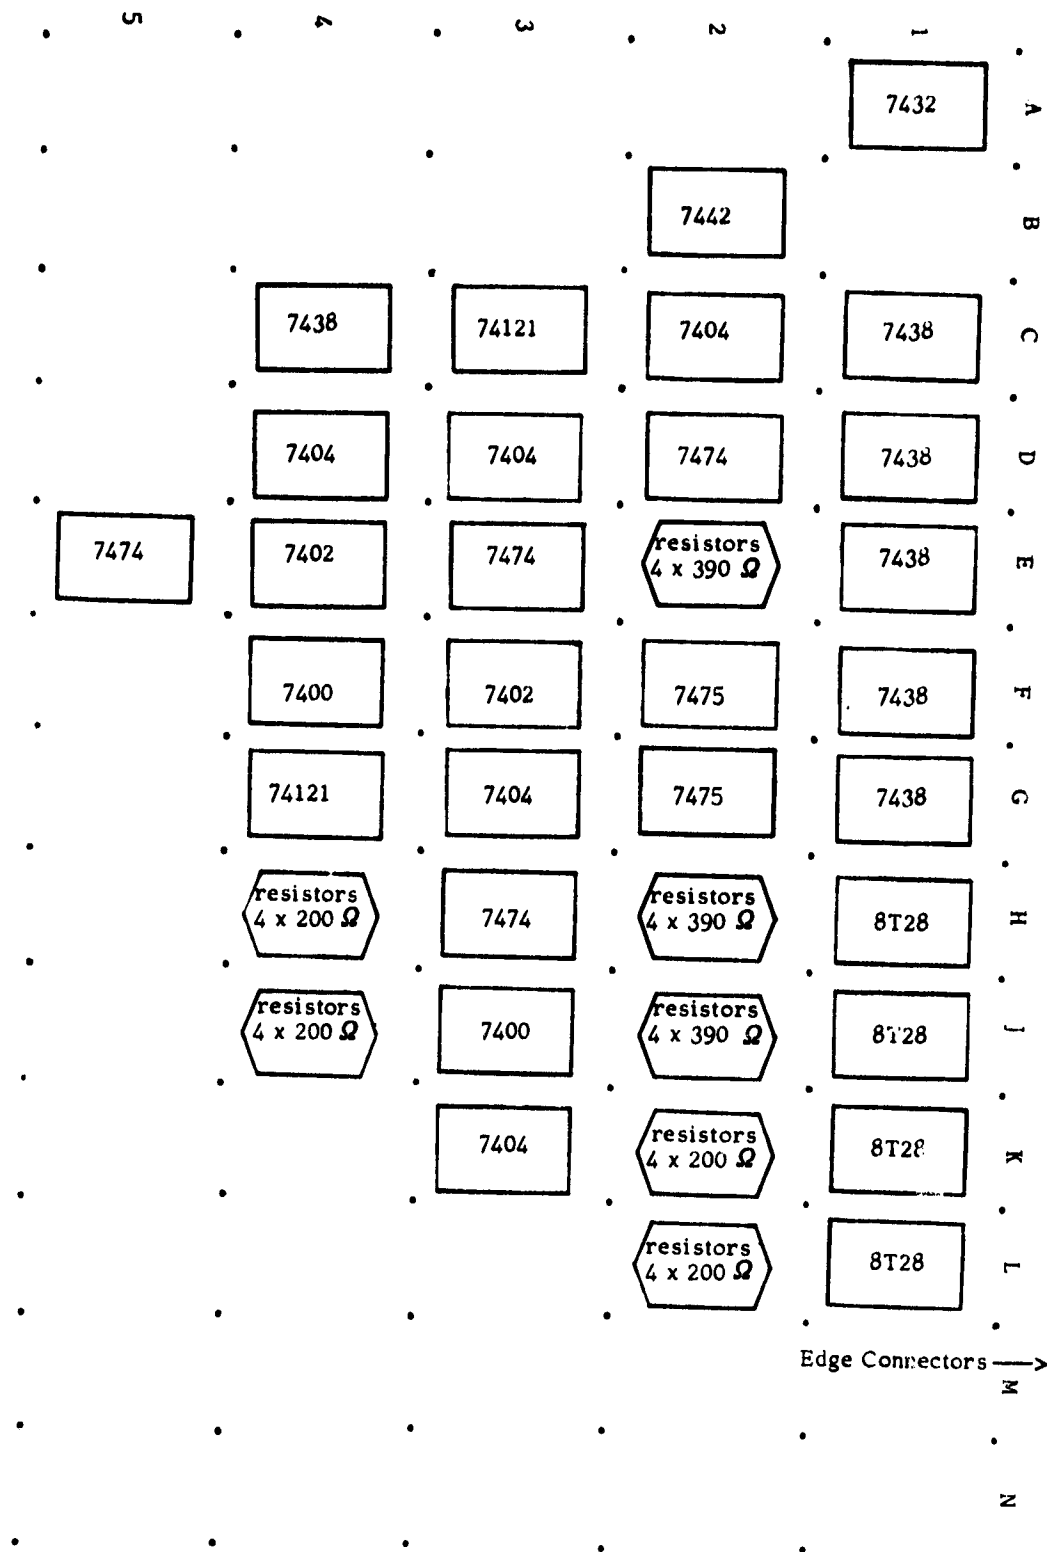 5 4 3 2 1
7432 A
7442 B
7438 74121 7404 7438 C
7404 7404 7474 7438 D
7474 7402 7474 resistors 7438 E
4 x 390 Ω
7400 7402 7475 7438 F
74121 7404 7475 7438 G
resistors 7474 resistors 8T28 H
4 x 200 Ω 4 x 390 Ω
resistors 7400 resistors 8T28 J
4 x 200 Ω 4 x 390 Ω
7404 resistors 8T28 K
4 x 200 Ω
resistors 8T28 L
4 x 200 Ω
Edge Connectors
M
N